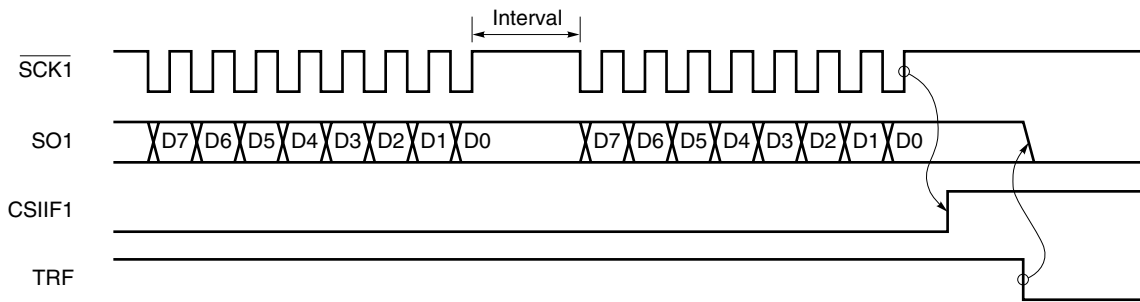 Interval
SCK1
SO1 D7 D6 D5 D4 D3 D2 D1 D0 D7 D6 D5 D4 D3 D2 D1 D0
CSIIF1
TRF